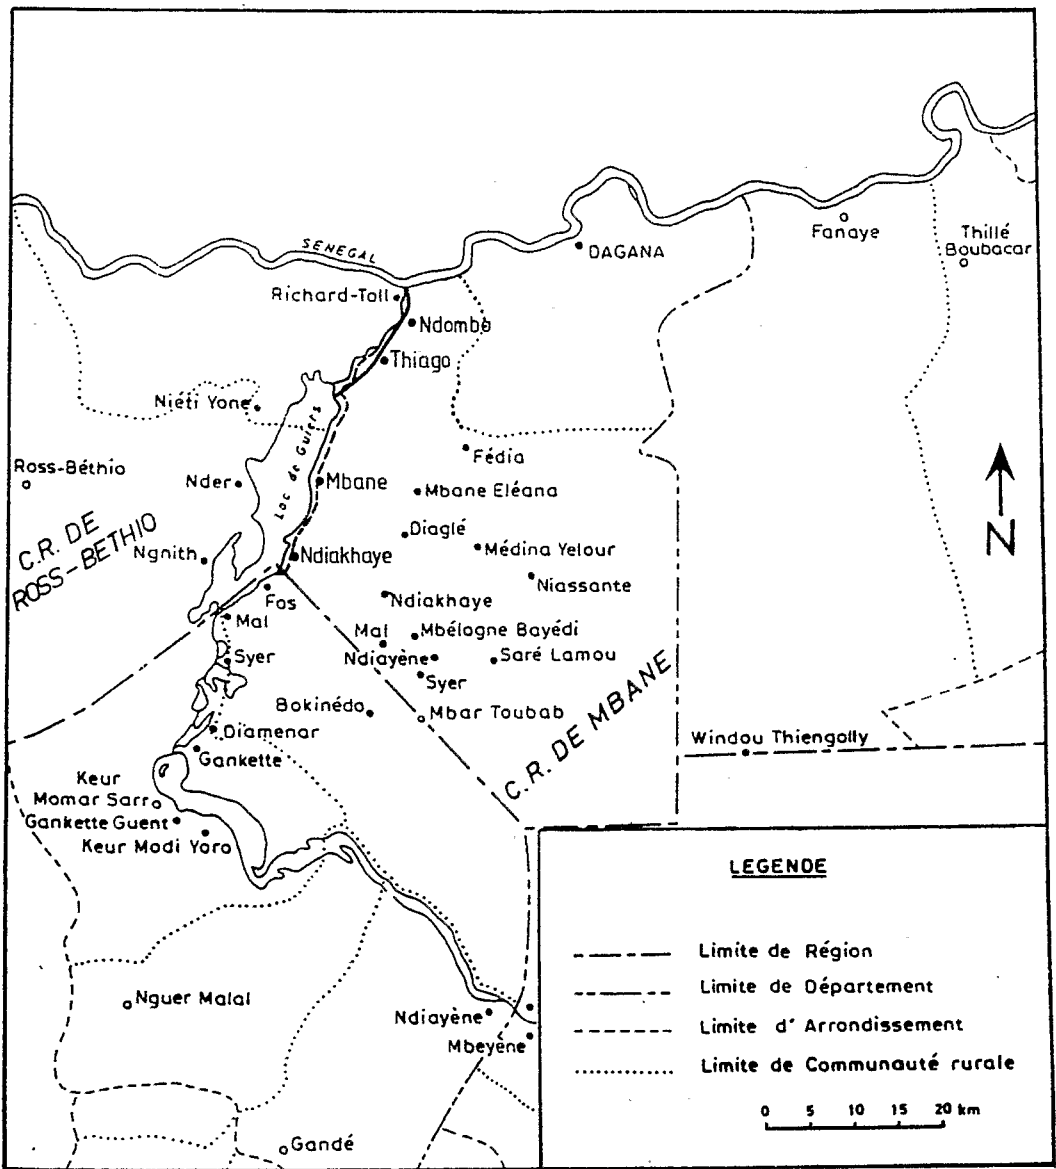 SENEGAL
Fanaye
Thillé
Boubacar
DAGANA
Richard-Toll
Ndombo
Thiago
Niéti Yone
Lac de Guiers
Fédia
Ross-Béthio
Nder
Mbane
Mbane Eléana
C.R. DE
ROSS-BETHIO
Diaglé
Ngnith
Ndiakhaye
Médina Yelour
Niassante
Fos
Ndiakhaye
Mal
Mal
Mbélogne Bayédi
Syer
Ndiayène
Saré Lamou
Syer
Bokinédo
Mbar Toubab
C.R. DE MBANE
Diamenar
Windou Thiengolly
Gankette
Keur
Momar Sarr
Gankette Guent
Keur Modi Yoro
N
Nguer Malal
Ndiayène
Mbeyène
Gandé
LEGENDE
Limite de Région
Limite de Département
Limite d'Arrondissement
Limite de Communauté rurale
0 5 10 15 20 km